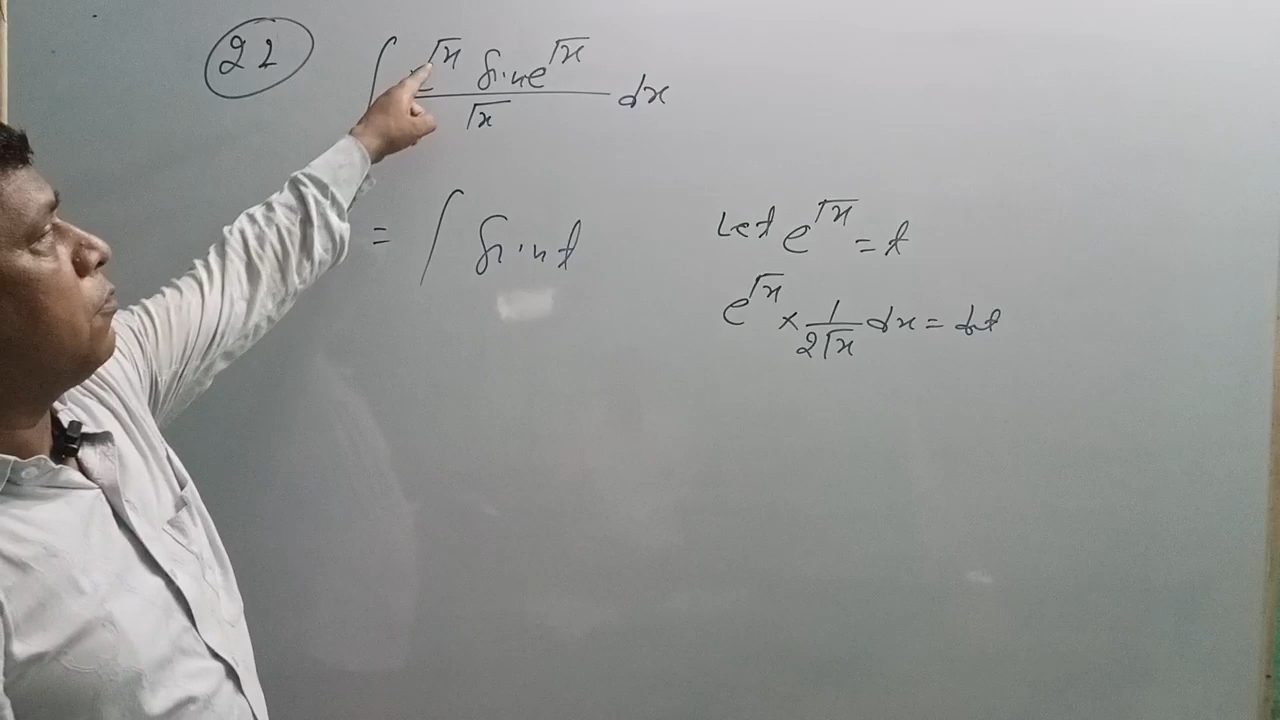 22
∫ e^√x sin e^√x / √x dx
= ∫ sin t
Let e^√x = t
e^√x × 1/2√x dx = dt